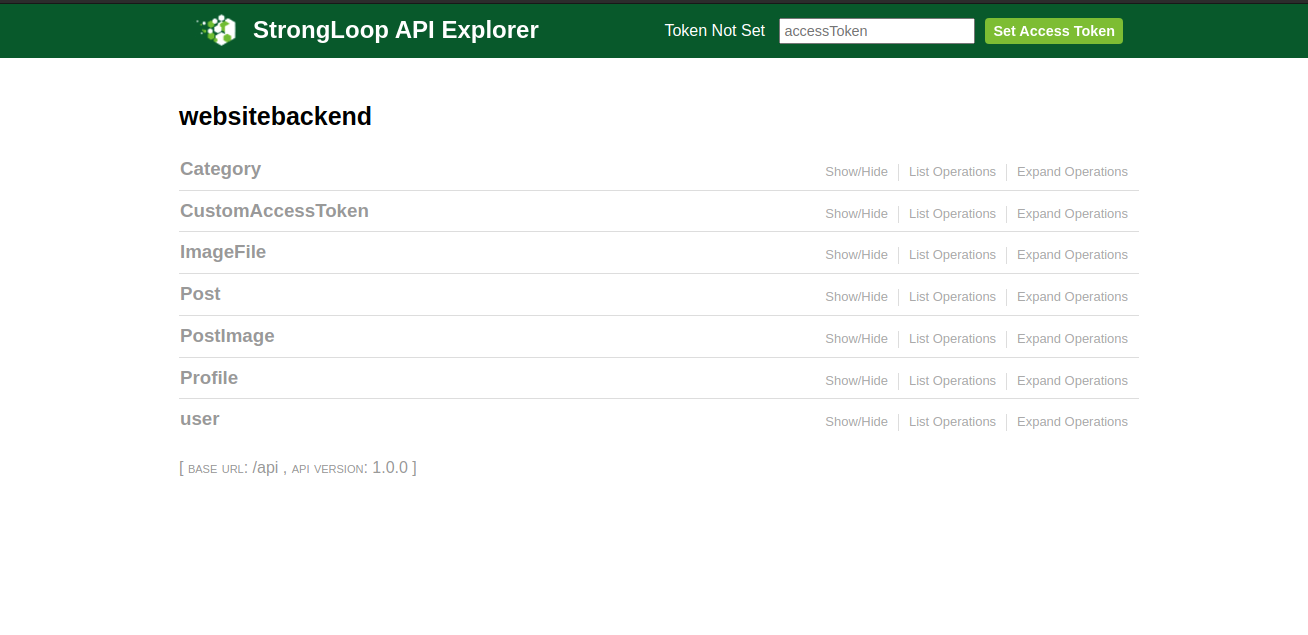 StrongLoop API Explorer Token Not Set accessToken Set Access Token
websitebackend
Category Show/Hide List Operations Expand Operations
CustomAccessToken Show/Hide List Operations Expand Operations
ImageFile Show/Hide List Operations Expand Operations
Post Show/Hide List Operations Expand Operations
PostImage Show/Hide List Operations Expand Operations
Profile Show/Hide List Operations Expand Operations
user Show/Hide List Operations Expand Operations
[ BASE URL: /api , API VERSION: 1.0.0 ]